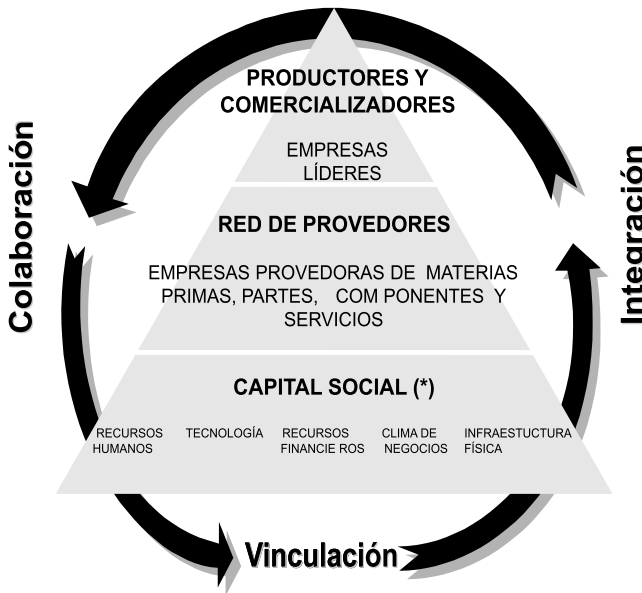 PRODUCTORES Y
COMERCIALIZADORES
EMPRESAS
LÍDERES
Colaboración
Integración
RED DE PROVEDORES
EMPRESAS PROVEDORAS DE MATERIAS
PRIMAS, PARTES, COM PONENTES Y
SERVICIOS
CAPITAL SOCIAL (*)
RECURSOS
HUMANOS
TECNOLOGÍA
RECURSOS
FINANCIE ROS
CLIMA DE
NEGOCIOS
INFRAESTUCTURA
FÍSICA
Vinculación